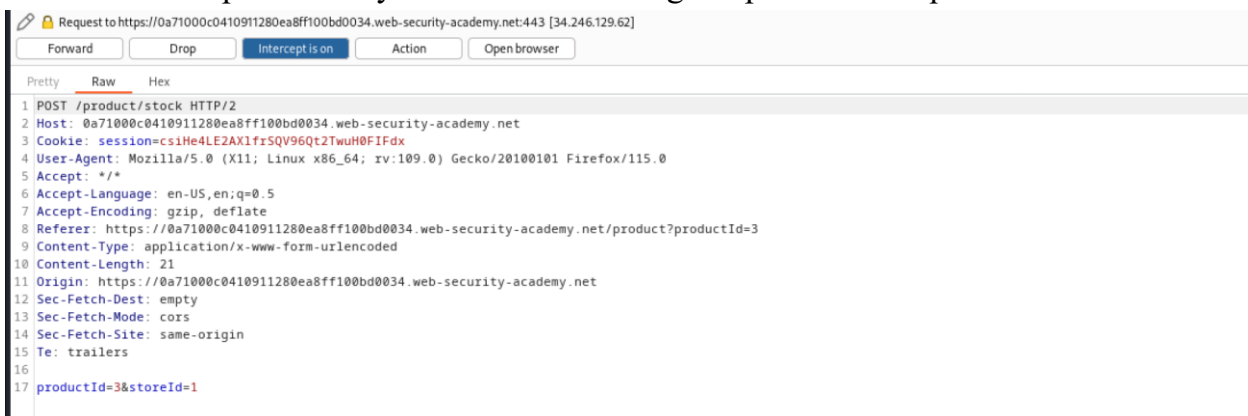 Request to https://0a71000c0410911280ea8ff100bd0034.web-security-academy.net:443 [34.246.129.62]
Forward Drop Intercept is on Action Open browser
Pretty Raw Hex
1 POST /product/stock HTTP/2
2 Host: 0a71000c0410911280ea8ff100bd0034.web-security-academy.net
3 Cookie: session=csiHe4LE2AXlfrSQV96Qt2TwuH0FIFdx
4 User-Agent: Mozilla/5.0 (X11; Linux x86_64; rv:109.0) Gecko/20100101 Firefox/115.0
5 Accept: */*
6 Accept-Language: en-US,en;q=0.5
7 Accept-Encoding: gzip, deflate
8 Referer: https://0a71000c0410911280ea8ff100bd0034.web-security-academy.net/product?productId=3
9 Content-Type: application/x-www-form-urlencoded
10 Content-Length: 21
11 Origin: https://0a71000c0410911280ea8ff100bd0034.web-security-academy.net
12 Sec-Fetch-Dest: empty
13 Sec-Fetch-Mode: cors
14 Sec-Fetch-Site: same-origin
15 Te: trailers
16
17 productId=3&storeId=1